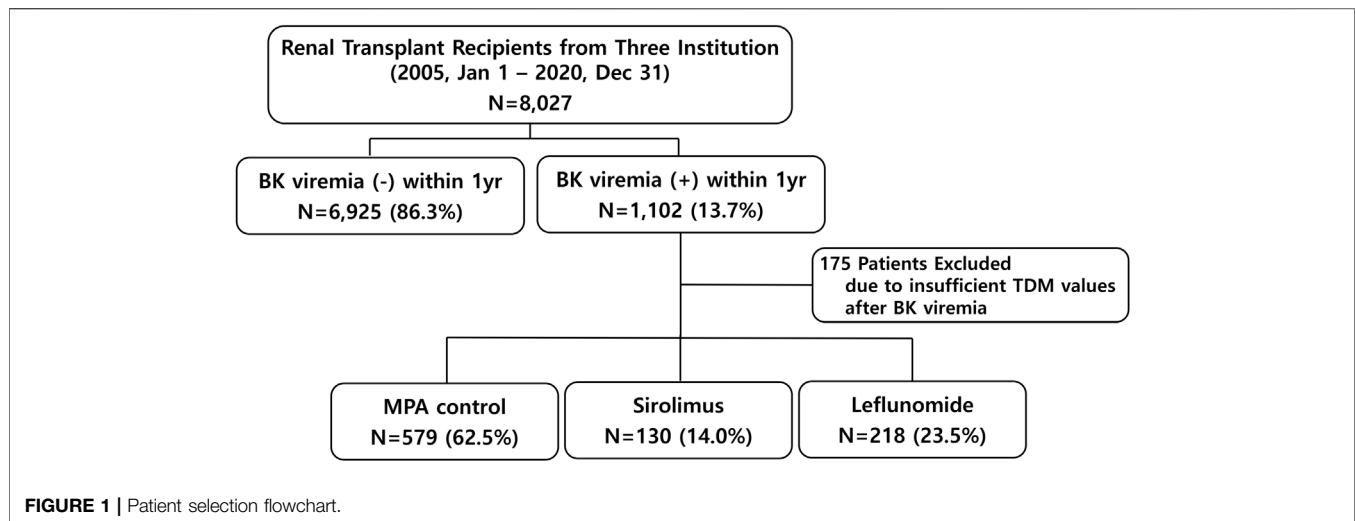 Renal Transplant Recipients from Three Institution
(2005, Jan 1 – 2020, Dec 31)
N=8,027
BK viremia (-) within 1yr
N=6,925 (86.3%)
BK viremia (+) within 1yr
N=1,102 (13.7%)
175 Patients Excluded
due to insufficient TDM values
after BK viremia
MPA control
N=579 (62.5%)
Sirolimus
N=130 (14.0%)
Leflunomide
N=218 (23.5%)
FIGURE 1 | Patient selection flowchart.